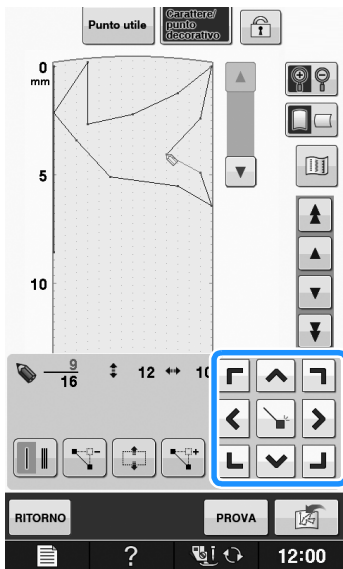 Punto utile
Carattere/
punto
decorativo
0
mm
5
10
9
16
12
10
RITORNO
PROVA
?
12:00